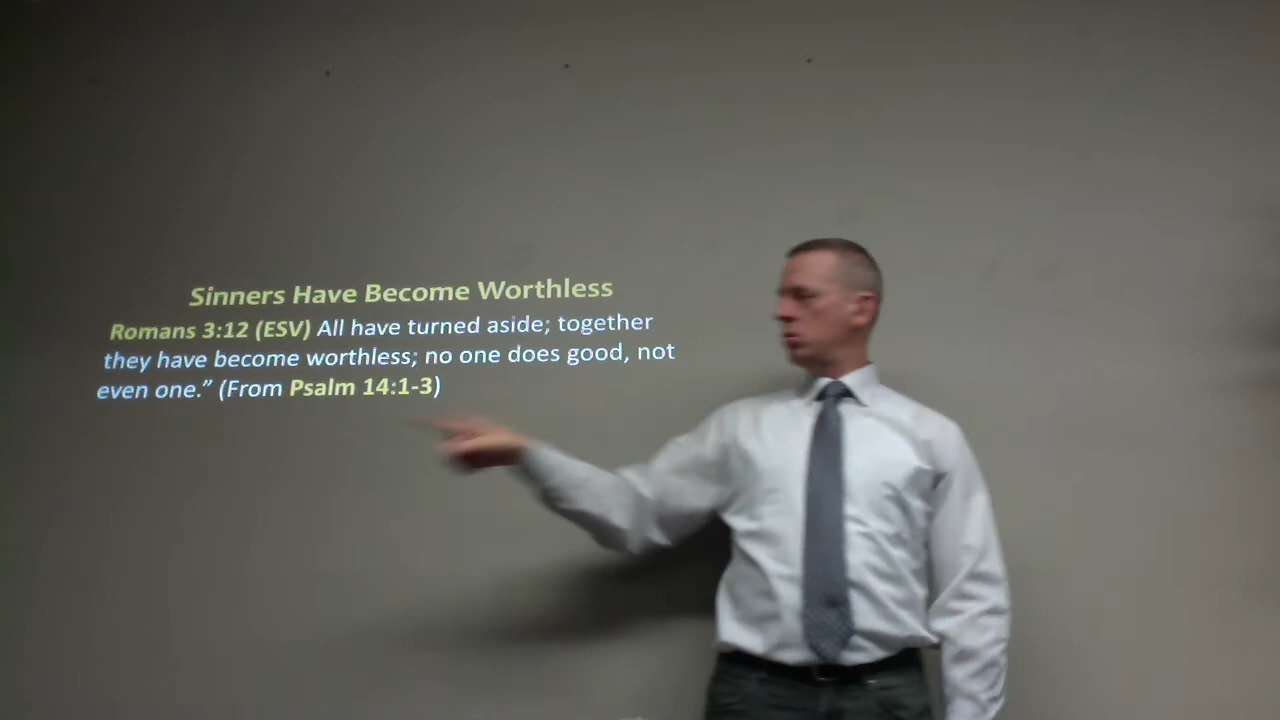 Sinners Have Become Worthless
Romans 3:12 (ESV) All have turned aside; together
they have become worthless; no one does good, not
even one.” (From Psalm 14:1-3)